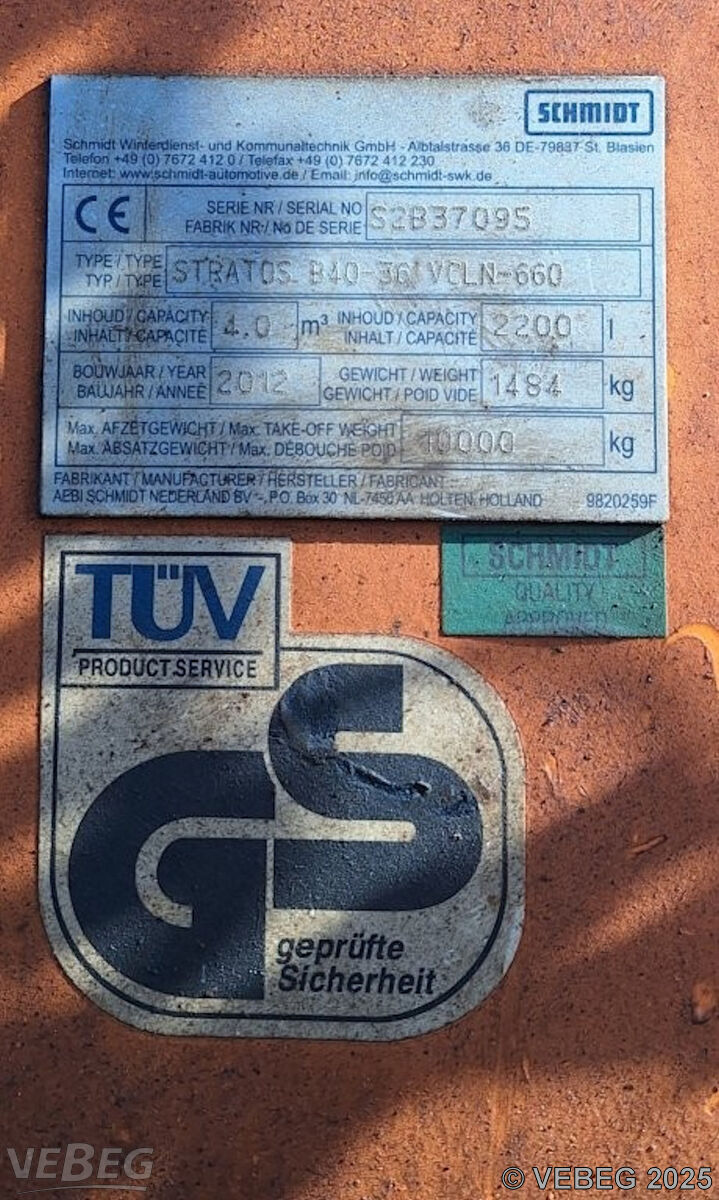 SCHMIDT
Schmidt Winterdienst- und Kommunaltechnik GmbH - Albtalstrasse 36 DE-79837 St. Blasien
Telefon +49 (0) 7672 412 0 / Telefax +49 (0) 7672 412 230
Internet: www.schmidt-automotive.de / Email: info@schmidt-swk.de
CE SERIE NR / SERIAL NO S2B37095
FABRIK NR / No DE SERIE
TYPE / TYPE STRATOS B40-36 VCLN-660
TYP / TYPE
INHOUD / CAPACITY 4.0 m³ INHOUD / CAPACITY 2200 l
INHALT / CAPACITÉ INHALT / CAPACITÉ
BOUWJAAR / YEAR 2012 GEWICHT / WEIGHT 1484 kg
BAUJAHR / ANNEÉ GEWICHT / POID VIDE
Max. AFZETGEWICHT / Max. TAKE-OFF WEIGHT 10000 kg
Max. ABSATZGEWICHT / Max. DÉBOUCHE POID
FABRIKANT / MANUFACTURER / HERSTELLER / FABRICANT
AEBI SCHMIDT NEDERLAND BV -, P.O. Box 30 NL-7450 AA HOLTEN, HOLLAND 9820259F
SCHMIDT
QUALITY
APPROVED
TÜV
PRODUCT SERVICE
GS
geprüfte
Sicherheit
VEBEG
© VEBEG 2025